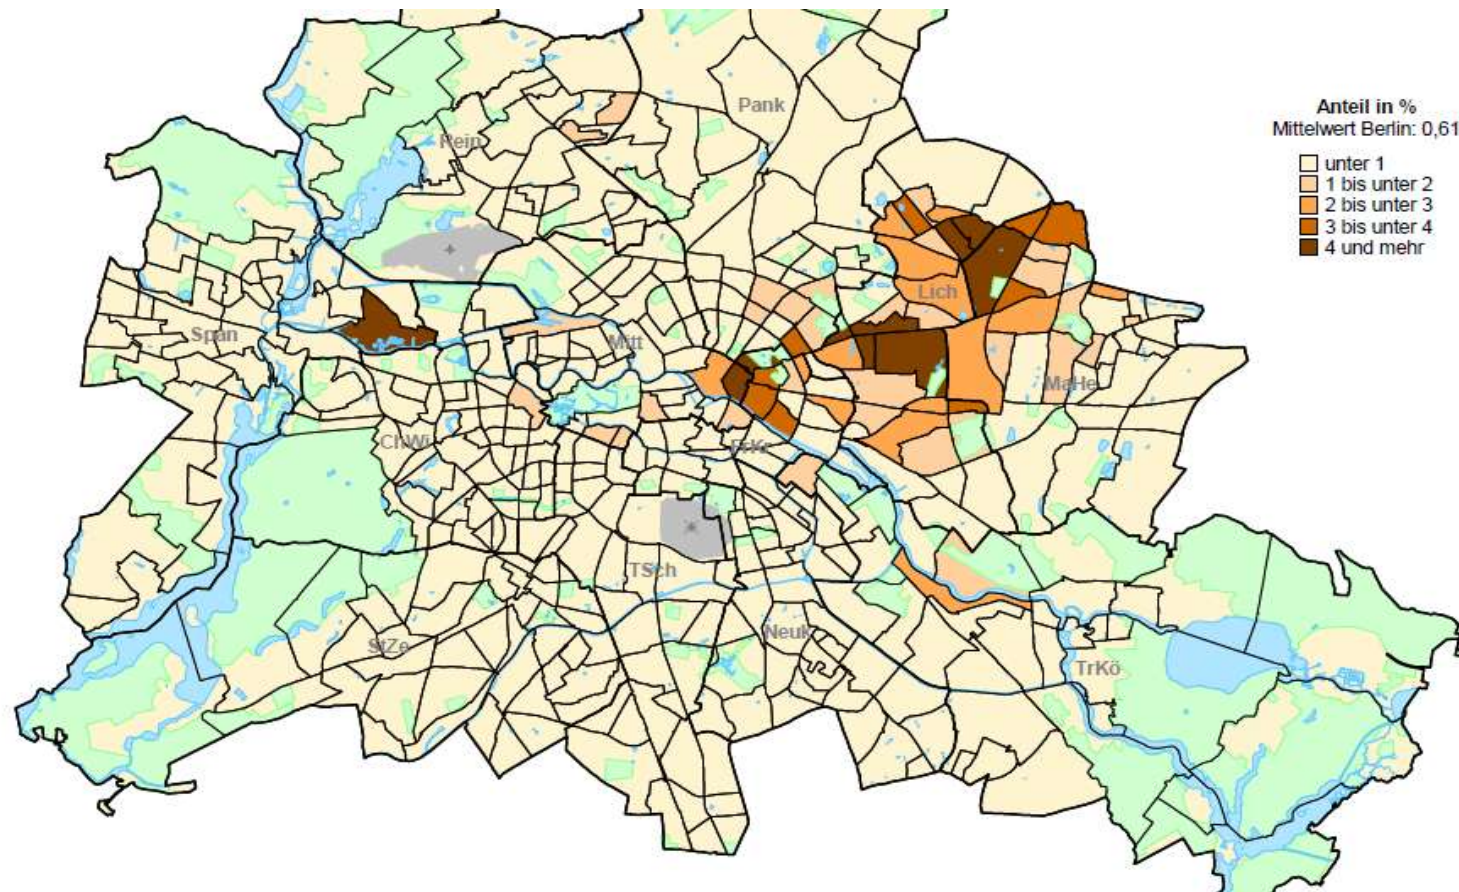 Anteil in %
Mittelwert Berlin: 0,61
unter 1
1 bis unter 2
2 bis unter 3
3 bis unter 4
4 und mehr
Pank
Rein
Lich
Span
Mitt
MaHe
ChWi
FrKr
TSch
Neuk
StZe
TrKö